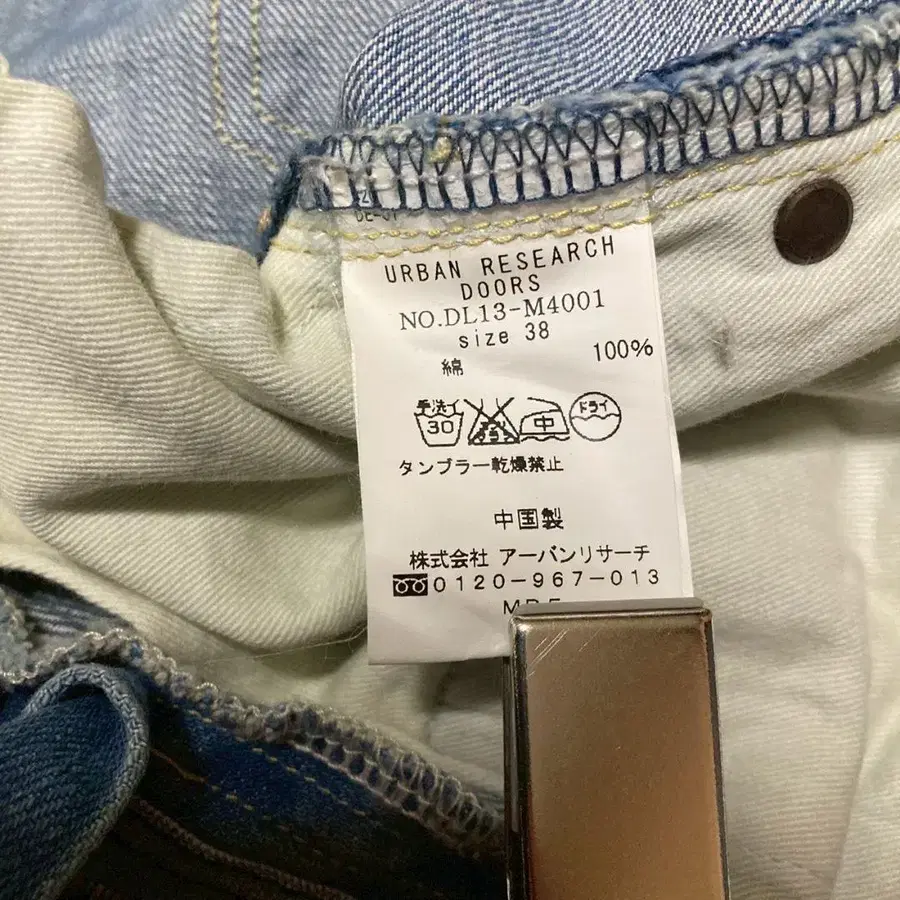 URBAN RESEARCH
DOORS
NO.DL13-M4001
size 38
綿 100%
手洗イ 30 中 ドライ
タンブラー乾燥禁止
中国製
株式会社 アーバンリサーチ
0120-967-013